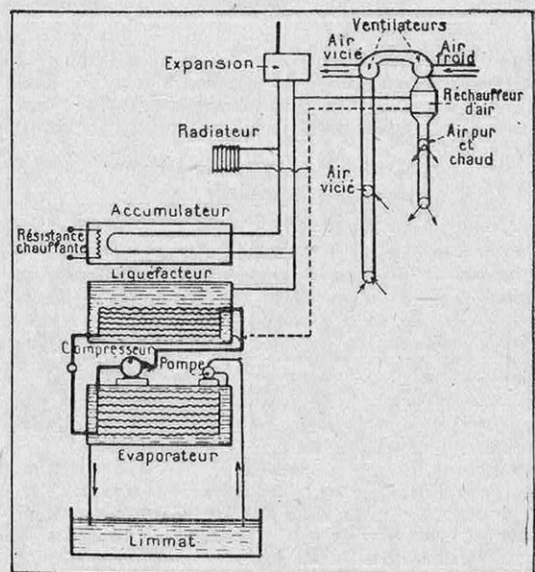 Ventilateurs
Air
vicié
Air
froid
Expansion
Réchauffeur
d'air
Radiateur
Air pur
et
chaud
Air
vicié
Accumulateur
Résistance
chauffante
Liquéfacteur
Compresseur
Pompe
Evaporateur
Limmat